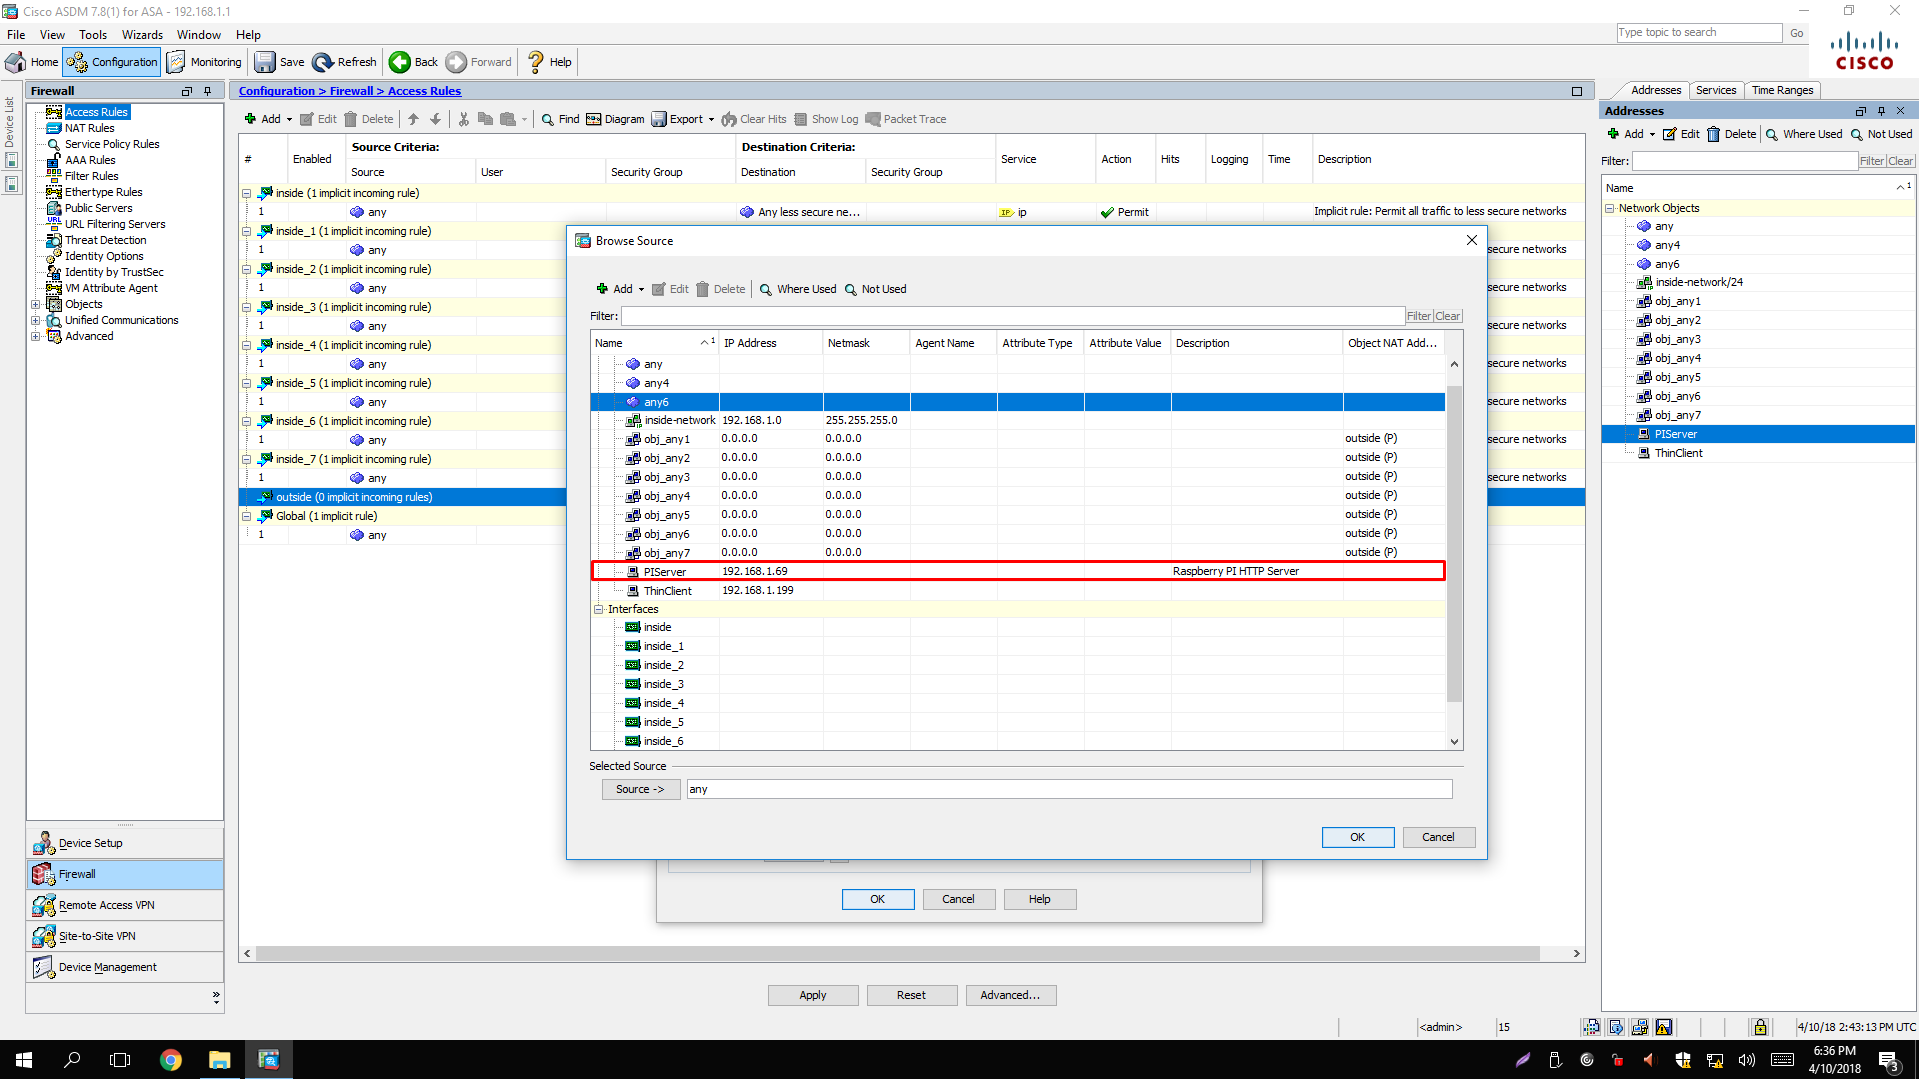 Cisco ASDM 7.8(1) for ASA - 192.168.1.1
File View Tools Wizards Window Help
Type topic to search Go
Home Configuration Monitoring Save Refresh Back Forward Help
CISCO
Device List
Firewall
Access Rules
NAT Rules
Service Policy Rules
AAA Rules
Filter Rules
Ethertype Rules
Public Servers
URL Filtering Servers
Threat Detection
Identity Options
Identity by TrustSec
VM Attribute Agent
Objects
Unified Communications
Advanced
Device Setup
Firewall
Remote Access VPN
Site-to-Site VPN
Device Management
Configuration > Firewall > Access Rules
Add Edit Delete Find Diagram Export Clear Hits Show Log Packet Trace
# Enabled Source Criteria: Destination Criteria: Service Action Hits Logging Time Description
Source User Security Group Destination Security Group
inside (1 implicit incoming rule)
1 any Any less secure ne... ip Permit Implicit rule: Permit all traffic to less secure networks
inside_1 (1 implicit incoming rule)
1 any secure networks
inside_2 (1 implicit incoming rule)
1 any secure networks
inside_3 (1 implicit incoming rule)
1 any secure networks
inside_4 (1 implicit incoming rule)
1 any secure networks
inside_5 (1 implicit incoming rule)
1 any secure networks
inside_6 (1 implicit incoming rule)
1 any secure networks
inside_7 (1 implicit incoming rule)
1 any secure networks
outside (0 implicit incoming rules)
Global (1 implicit rule)
1 any
Browse Source
Add Edit Delete Where Used Not Used
Filter: Filter Clear
Name 1 IP Address Netmask Agent Name Attribute Type Attribute Value Description Object NAT Add...
any
any4
any6
inside-network 192.168.1.0 255.255.255.0
obj_any1 0.0.0.0 0.0.0.0 outside (P)
obj_any2 0.0.0.0 0.0.0.0 outside (P)
obj_any3 0.0.0.0 0.0.0.0 outside (P)
obj_any4 0.0.0.0 0.0.0.0 outside (P)
obj_any5 0.0.0.0 0.0.0.0 outside (P)
obj_any6 0.0.0.0 0.0.0.0 outside (P)
obj_any7 0.0.0.0 0.0.0.0 outside (P)
PIServer 192.168.1.69 Raspberry PI HTTP Server
ThinClient 192.168.1.199
Interfaces
inside
inside_1
inside_2
inside_3
inside_4
inside_5
inside_6
Selected Source
Source -> any
OK Cancel
OK Cancel Help
Apply Reset Advanced...
Addresses Services Time Ranges
Addresses
Add Edit Delete Where Used Not Used
Filter: Filter Clear
Name 1
Network Objects
any
any4
any6
inside-network/24
obj_any1
obj_any2
obj_any3
obj_any4
obj_any5
obj_any6
obj_any7
PIServer
ThinClient
<admin> 15 4/10/18 2:43:13 PM UTC
6:36 PM
4/10/2018
3